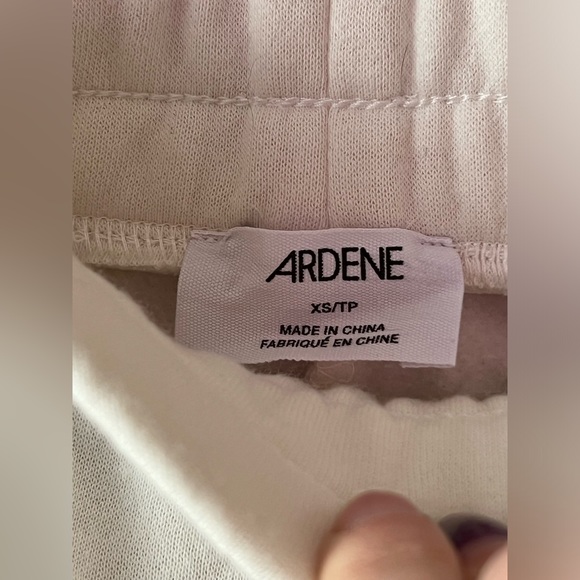 ARDENE
XS/TP
MADE IN CHINA
FABRIQUÉ EN CHINE